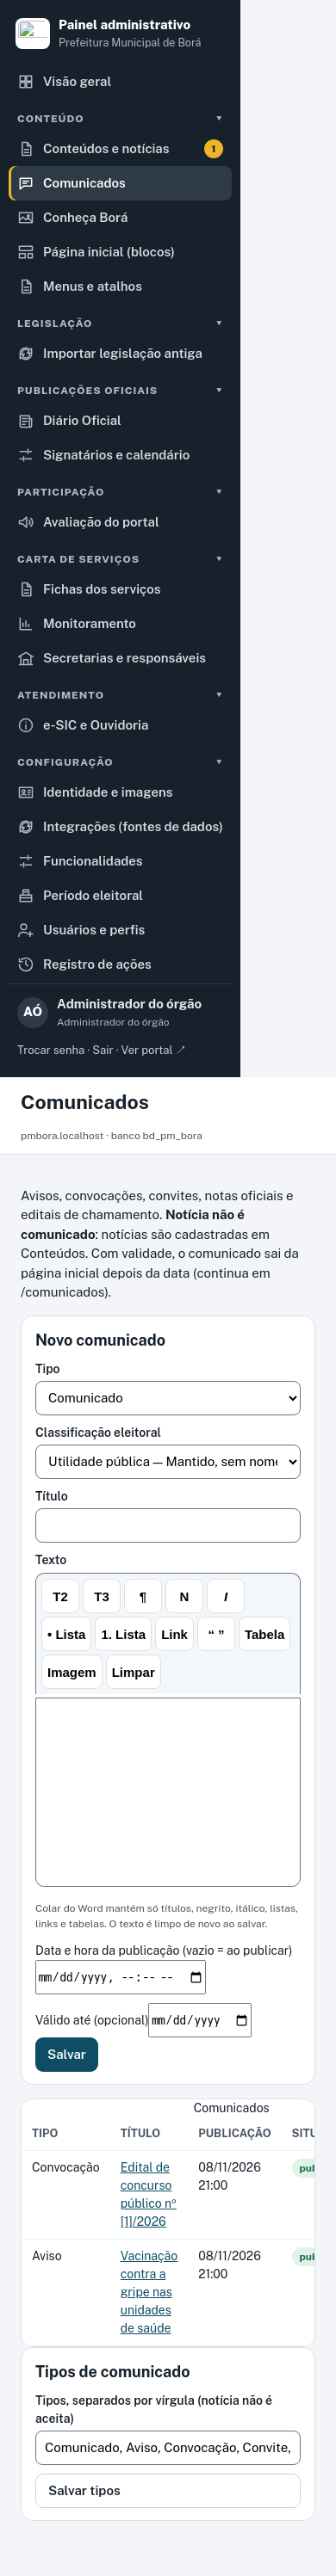 Painel administrativo
Prefeitura Municipal de Borá
Visão geral
CONTEÚDO
Conteúdos e notícias 1
Comunicados
Conheça Borá
Página inicial (blocos)
Menus e atalhos
LEGISLAÇÃO
Importar legislação antiga
PUBLICAÇÕES OFICIAIS
Diário Oficial
Signatários e calendário
PARTICIPAÇÃO
Avaliação do portal
CARTA DE SERVIÇOS
Fichas dos serviços
Monitoramento
Secretarias e responsáveis
ATENDIMENTO
e-SIC e Ouvidoria
CONFIGURAÇÃO
Identidade e imagens
Integrações (fontes de dados)
Funcionalidades
Período eleitoral
Usuários e perfis
Registro de ações
AÓ
Administrador do órgão
Administrador do órgão
Trocar senha · Sair · Ver portal ↗
Comunicados
pmbora.localhost · banco bd_pm_bora
Avisos, convocações, convites, notas oficiais e
editais de chamamento. Notícia não é
comunicado: notícias são cadastradas em
Conteúdos. Com validade, o comunicado sai da
página inicial depois da data (continua em
/comunicados).
Novo comunicado
Tipo
Comunicado
Classificação eleitoral
Utilidade pública — Mantido, sem nome
Título
Texto
T2 T3 ¶ N I
• Lista 1. Lista Link “ ” Tabela
Imagem Limpar
Colar do Word mantém só títulos, negrito, itálico, listas,
links e tabelas. O texto é limpo de novo ao salvar.
Data e hora da publicação (vazio = ao publicar)
mm/dd/yyyy, --:-- --
Válido até (opcional) mm/dd/yyyy
Salvar
Comunicados
TIPO TÍTULO PUBLICAÇÃO SITU
Convocação Edital de concurso público nº [1]/2026 08/11/2026 21:00 pub
Aviso Vacinação contra a gripe nas unidades de saúde 08/11/2026 21:00 pub
Tipos de comunicado
Tipos, separados por vírgula (notícia não é
aceita)
Comunicado, Aviso, Convocação, Convite,
Salvar tipos